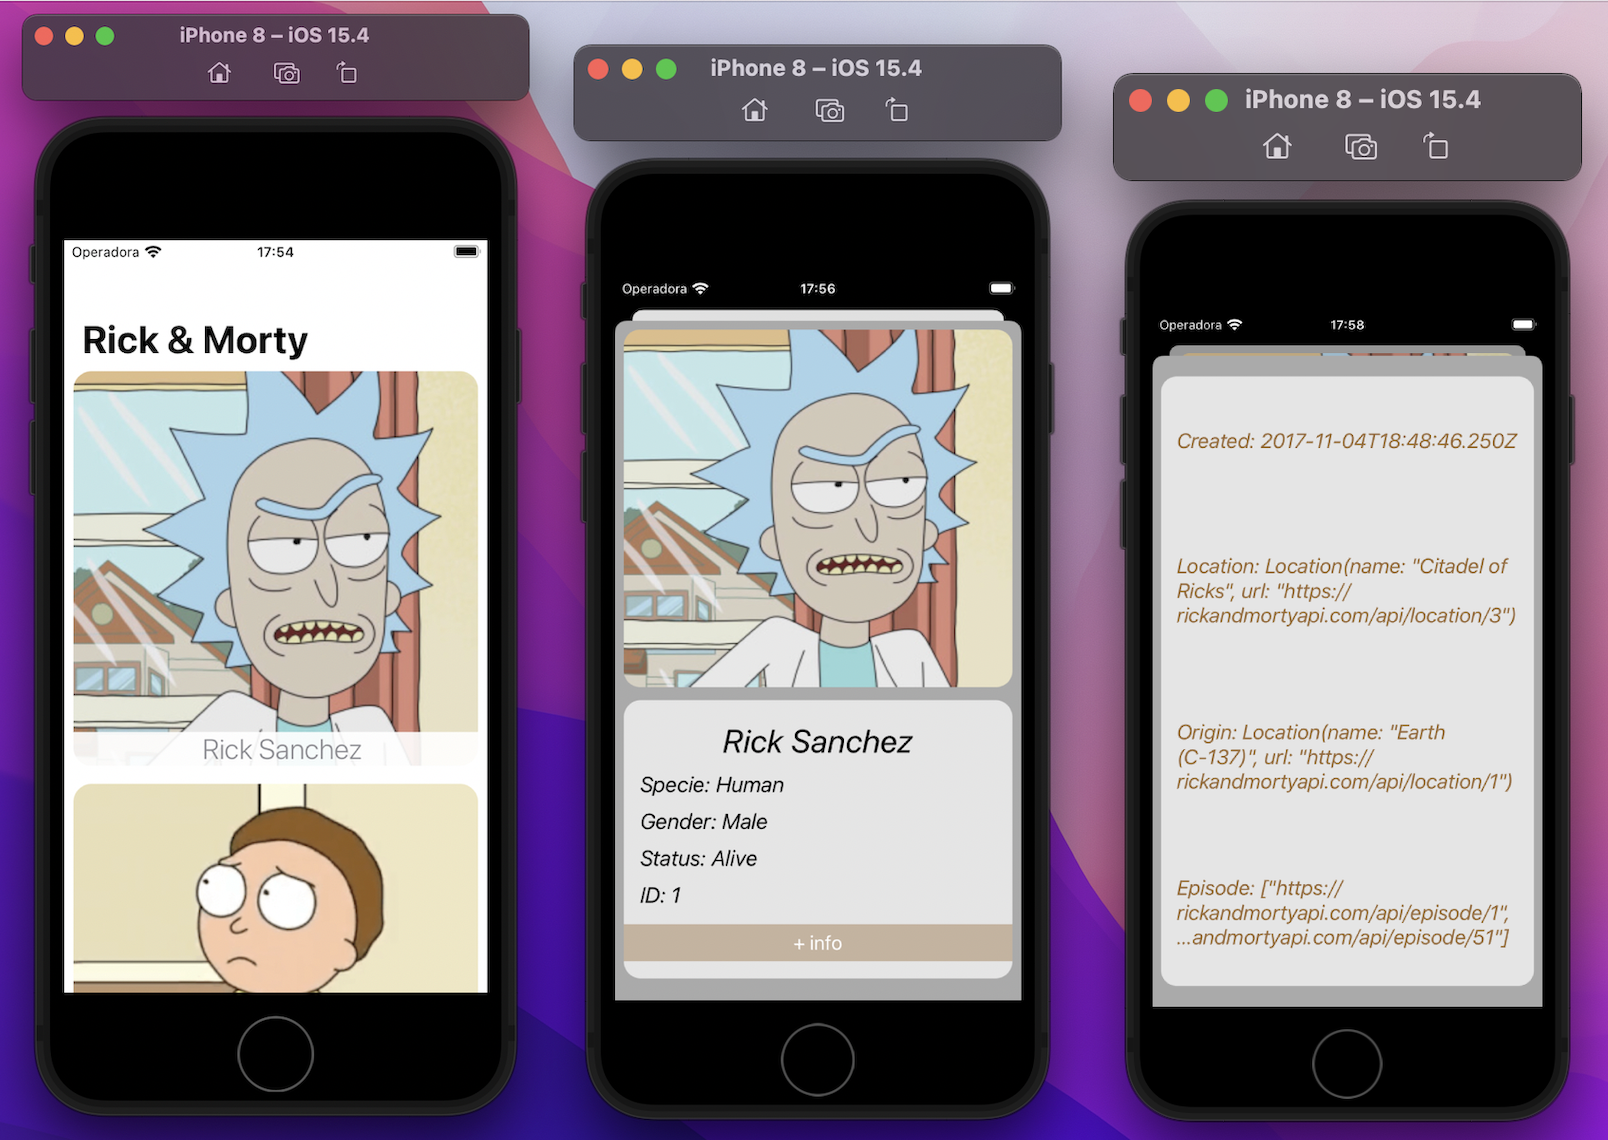 iPhone 8 – iOS 15.4
Operadora
17:54
Rick & Morty
Rick Sanchez
iPhone 8 – iOS 15.4
Operadora
17:56
Rick Sanchez
Specie: Human
Gender: Male
Status: Alive
ID: 1
+ info
iPhone 8 – iOS 15.4
Operadora
17:58
Created: 2017-11-04T18:48:46.250Z
Location: Location(name: "Citadel of
Ricks", url: "https://
rickandmortyapi.com/api/location/3")
Origin: Location(name: "Earth
(C-137)", url: "https://
rickandmortyapi.com/api/location/1")
Episode: ["https://
rickandmortyapi.com/api/episode/1",
...andmortyapi.com/api/episode/51"]